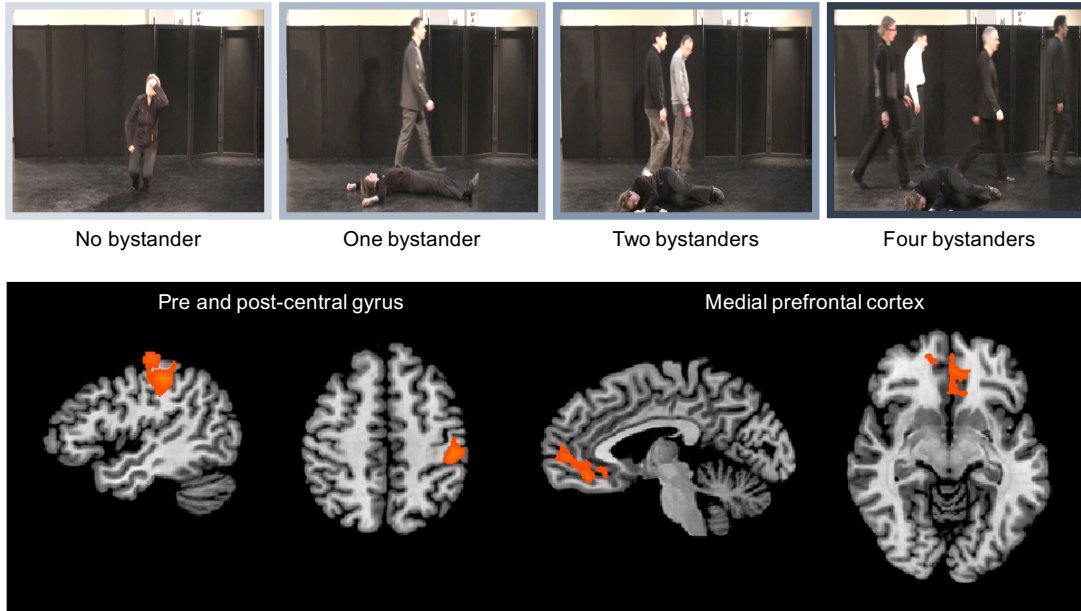 No bystander
One bystander
Two bystanders
Four bystanders
Pre and post-central gyrus
Medial prefrontal cortex